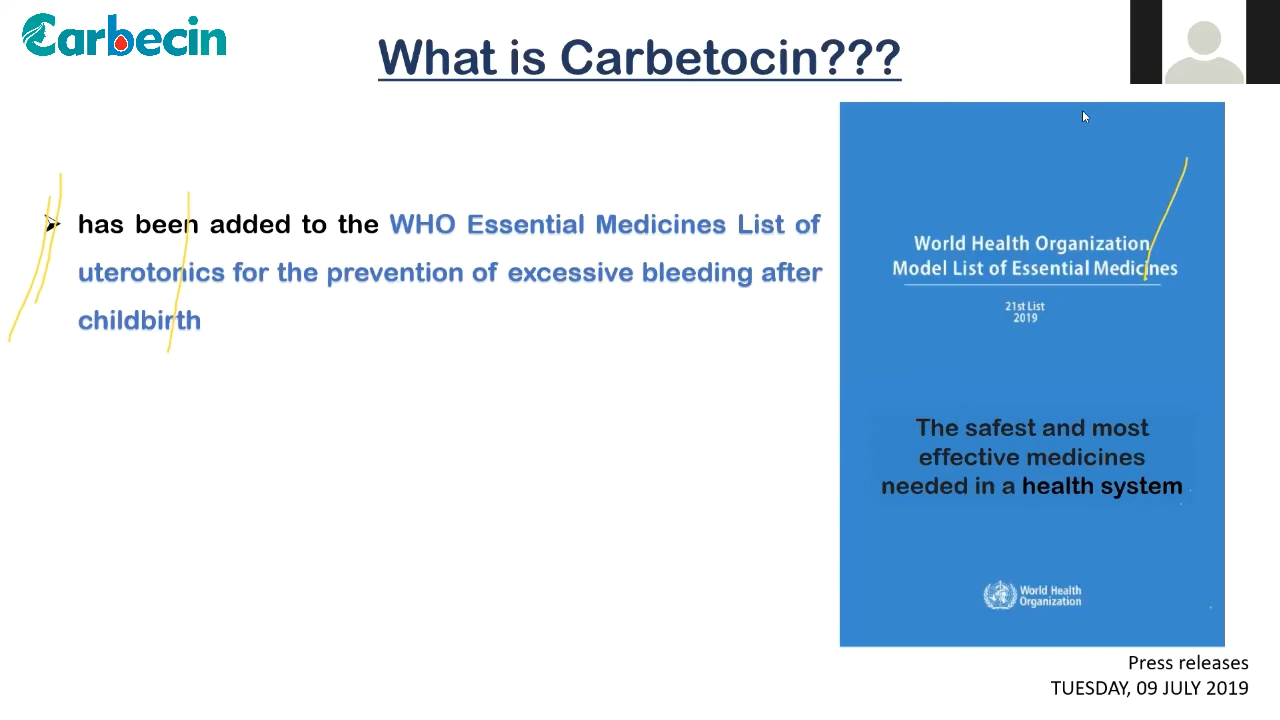 Carbecin
What is Carbetocin???
has been added to the WHO Essential Medicines List of
uterotonics for the prevention of excessive bleeding after
childbirth
World Health Organization
Model List of Essential Medicines
21st List
2019
The safest and most
effective medicines
needed in a health system
World Health
Organization
Press releases
TUESDAY, 09 JULY 2019